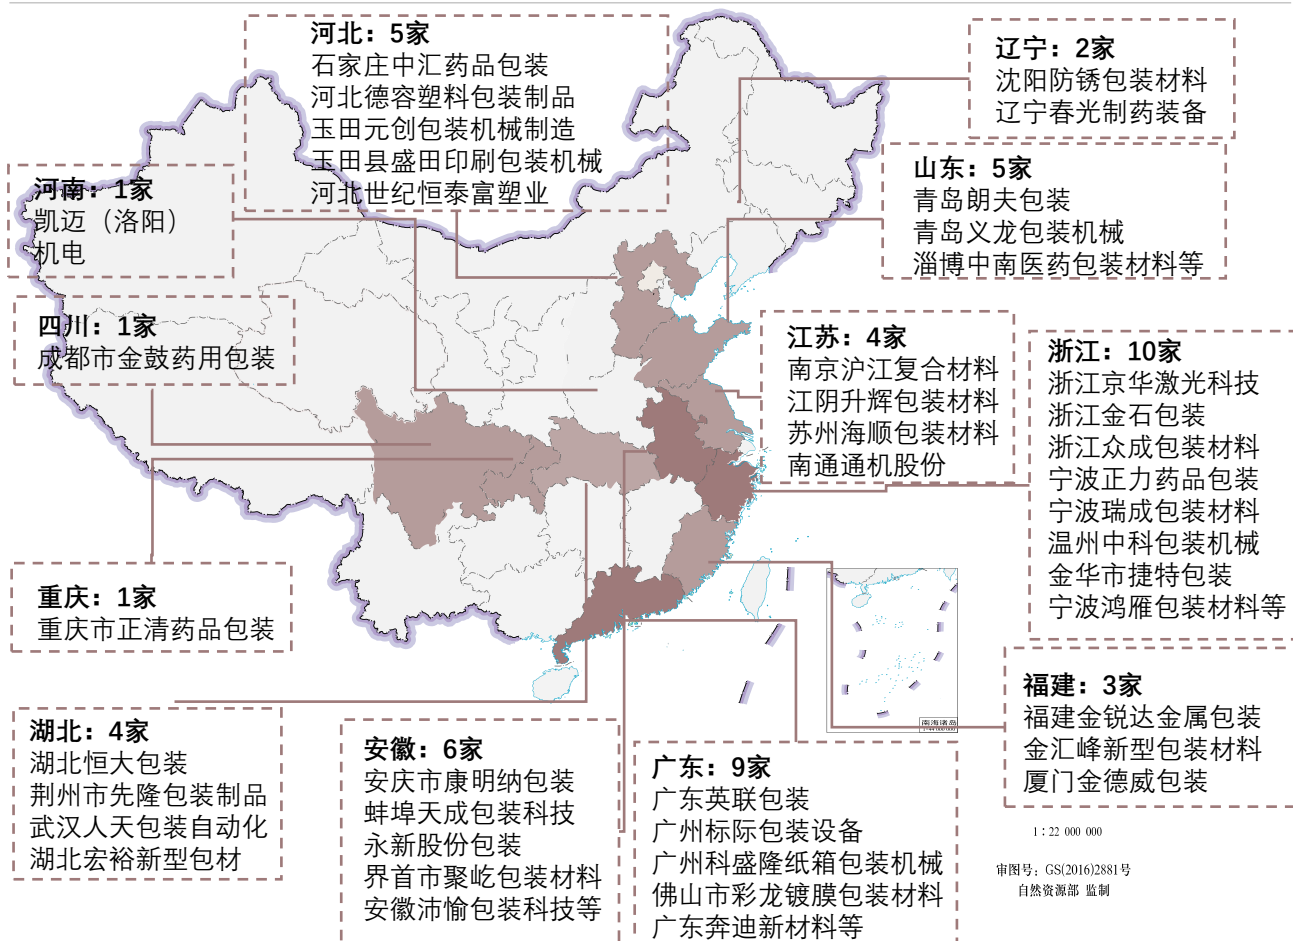 河北：5家
石家庄中汇药品包装
河北德容塑料包装制品
玉田元创包装机械制造
玉田县盛田印刷包装机械
河北世纪恒泰富塑业
辽宁：2家
沈阳防锈包装材料
辽宁春光制药装备
河南：1家
凯迈（洛阳）
机电
山东：5家
青岛朗夫包装
青岛义龙包装机械
淄博中南医药包装材料等
四川：1家
成都市金鼓药用包装
江苏：4家
南京沪江复合材料
江阴升辉包装材料
苏州海顺包装材料
南通通机股份
浙江：10家
浙江京华激光科技
浙江金石包装
浙江众成包装材料
宁波正力药品包装
宁波瑞成包装材料
温州中科包装机械
金华市捷特包装
宁波鸿雁包装材料等
重庆：1家
重庆市正清药品包装
福建：3家
福建金锐达金属包装
金汇峰新型包装材料
厦门金德威包装
湖北：4家
湖北恒大包装
荆州市先隆包装制品
武汉人天包装自动化
湖北宏裕新型包材
安徽：6家
安庆市康明纳包装
蚌埠天成包装科技
永新股份包装
界首市聚屹包装材料
安徽沛愉包装科技等
广东：9家
广东英联包装
广州标际包装设备
广州科盛隆纸箱包装机械
佛山市彩龙镀膜包装材料
广东奔迪新材料等
南海诸岛
1：44 000 000
1：22 000 000
审图号：GS(2016)2881号
自然资源部 监制